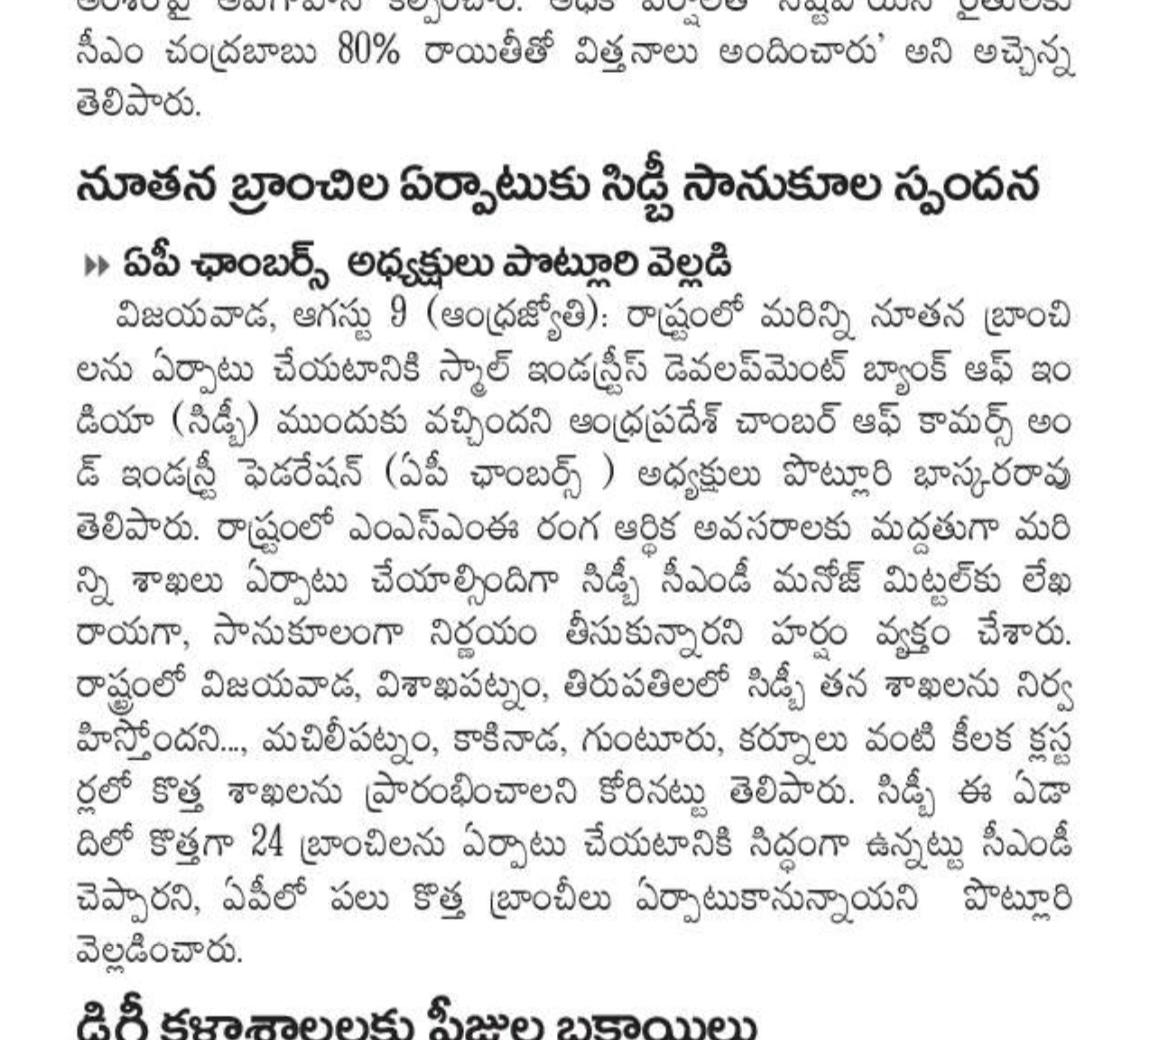 సీఎం చంద్రబాబు 80% రాయితీతో విత్తనాలు అందించారు' అని అచ్చెన్న
తెలిపారు.
నూతన బ్రాంచిల ఏర్పాటుకు సిడ్బీ సానుకూల స్పందన
ఏపీ ఛాంబర్స్ అధ్యక్షులు పొట్లూరి వెల్లడి
విజయవాడ, ఆగస్టు 9 (ఆంధ్రజ్యోతి): రాష్ట్రంలో మరిన్ని నూతన బ్రాంచి
లను ఏర్పాటు చేయటానికి స్మాల్ ఇండస్ట్రీస్ డెవలప్‌మెంట్ బ్యాంక్ ఆఫ్ ఇం
డియా (సిడ్బీ) ముందుకు వచ్చిందని ఆంధ్రప్రదేశ్ చాంబర్ ఆఫ్ కామర్స్ అం
డ్ ఇండస్ట్రీ ఫెడరేషన్ (ఏపీ ఛాంబర్స్ ) అధ్యక్షులు పొట్లూరి భాస్కరరావు
తెలిపారు. రాష్ట్రంలో ఎంఎస్ఎంఈ రంగ ఆర్థిక అవసరాలకు మద్దతుగా మరి
న్ని శాఖలు ఏర్పాటు చేయాల్సిందిగా సిడ్బీ సీఎండీ మనోజ్ మిట్టల్‌కు లేఖ
రాయగా, సానుకూలంగా నిర్ణయం తీసుకున్నారని హర్షం వ్యక్తం చేశారు.
రాష్ట్రంలో విజయవాడ, విశాఖపట్నం, తిరుపతిలలో సిడ్బీ తన శాఖలను నిర్వ
హిస్తోందని..., మచిలీపట్నం, కాకినాడ, గుంటూరు, కర్నూలు వంటి కీలక క్లస్ట
ర్లలో కొత్త శాఖలను ప్రారంభించాలని కోరినట్టు తెలిపారు. సిడ్బీ ఈ ఏడా
దిలో కొత్తగా 24 బ్రాంచిలను ఏర్పాటు చేయటానికి సిద్ధంగా ఉన్నట్టు సీఎండీ
చెప్పారని, ఏపీలో పలు కొత్త బ్రాంచీలు ఏర్పాటుకానున్నాయని పొట్లూరి
వెల్లడించారు.
డిగ్రీ కళాశాలలకు ఫీజుల బకాయిలు